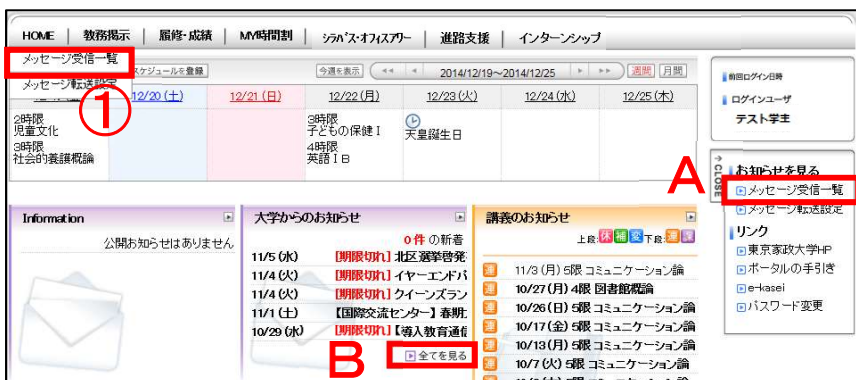 HOME | 教務掲示 | 履修・成績 | MY時間割 | シラバス・オフィスアワー | 進路支援 | インターンシップ
メッセージ受信一覧
メッセージ転送設定
スケジュールを登録
今週を表示
2014/12/19～2014/12/25
週間 月間
①
12/20 (土)
12/21 (日)
12/22 (月)
12/23 (火)
12/24 (水)
12/25 (木)
2時限
児童文化
3時限
社会的養護概論
3時限
子どもの保健 I
4時限
英語 I B
天皇誕生日
前回ログイン日時
ログインユーザ
テスト学生
A
CLOSE
お知らせを見る
メッセージ受信一覧
メッセージ転送設定
リンク
東京家政大学HP
ポータルの手引き
e-kasei
パスワード変更
Information
公開お知らせはありません
大学からのお知らせ
0 件 の新着
11/5 (水) [期限切れ] 北区選挙啓発
11/4 (火) [期限切れ] イヤーエンドパ
11/4 (火) [期限切れ] クイーンズラン
11/1 (土) 【国際交流センター】 春期
10/29 (水) [期限切れ] 【導入教育通信
B
全てを見る
講義のお知らせ
上段:休 補 変 下段:連 課
連 11/3 (月) 5限 コミュニケーション論
連 10/27 (月) 4限 図書館概論
連 10/26 (日) 5限 コミュニケーション論
連 10/17 (金) 5限 コミュニケーション論
連 10/13 (月) 5限 コミュニケーション論
連 10/7 (火) 5限 コミュニケーション論